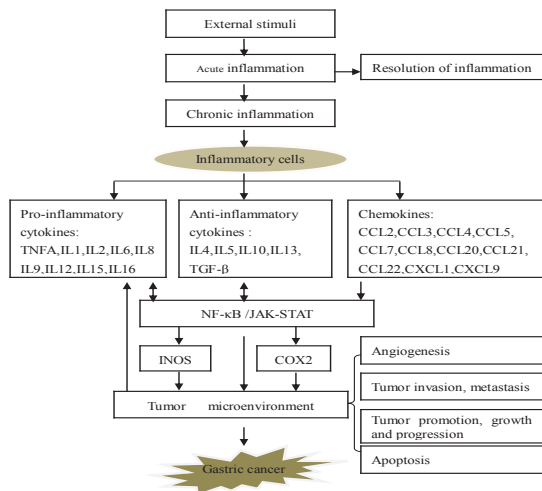 External stimuli
Acute inflammation
Resolution of inflammation
Chronic inflammation
Inflammatory cells
Pro-inflammatory
cytokines:
TNFA,IL1,IL2,IL6,IL8
IL9,IL12,IL15,IL16
Anti-inflammatory
cytokines :
IL4,IL5,IL10,IL13,
TGF-β
Chemokines:
CCL2,CCL3,CCL4,CCL5,
CCL7,CCL8,CCL20,CCL21,
CCL22,CXCL1,CXCL9
NF-κB /JAK-STAT
INOS
COX2
Tumor microenvironment
Angiogenesis
Tumor invasion, metastasis
Tumor promotion, growth
and progression
Apoptosis
Gastric cancer